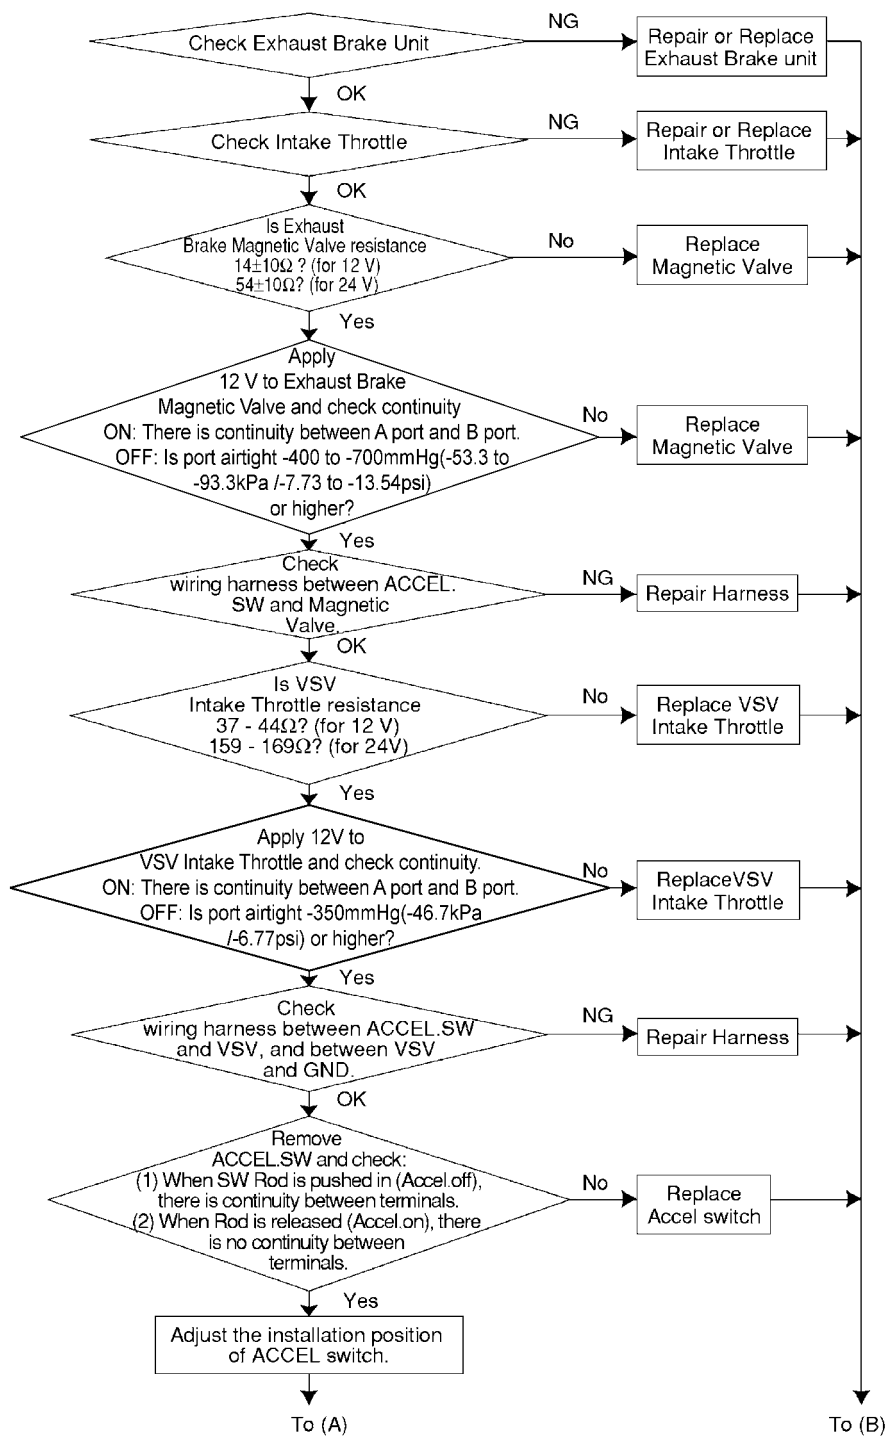 Check Exhaust Brake Unit
NG
Repair or Replace
Exhaust Brake unit
OK
Check Intake Throttle
NG
Repair or Replace
Intake Throttle
OK
Is Exhaust
Brake Magnetic Valve resistance
14±10Ω ? (for 12 V)
54±10Ω? (for 24 V)
No
Replace
Magnetic Valve
Yes
Apply
12 V to Exhaust Brake
Magnetic Valve and check continuity
ON: There is continuity between A port and B port.
OFF: Is port airtight -400 to -700mmHg(-53.3 to
-93.3kPa /-7.73 to -13.54psi)
or higher?
No
Replace
Magnetic Valve
Yes
Check
wiring harness between ACCEL.
SW and Magnetic
Valve.
NG
Repair Harness
OK
Is VSV
Intake Throttle resistance
37 - 44Ω? (for 12 V)
159 - 169Ω? (for 24V)
No
Replace VSV
Intake Throttle
Yes
Apply 12V to
VSV Intake Throttle and check continuity.
ON: There is continuity between A port and B port.
OFF: Is port airtight -350mmHg(-46.7kPa
/-6.77psi) or higher?
No
ReplaceVSV
Intake Throttle
Yes
Check
wiring harness between ACCEL.SW
and VSV, and between VSV
and GND.
NG
Repair Harness
OK
Remove
ACCEL.SW and check:
(1) When SW Rod is pushed in (Accel.off),
there is continuity between terminals.
(2) When Rod is released (Accel.on), there
is no continuity between
terminals.
No
Replace
Accel switch
Yes
Adjust the installation position
of ACCEL switch.
To (A)
To (B)